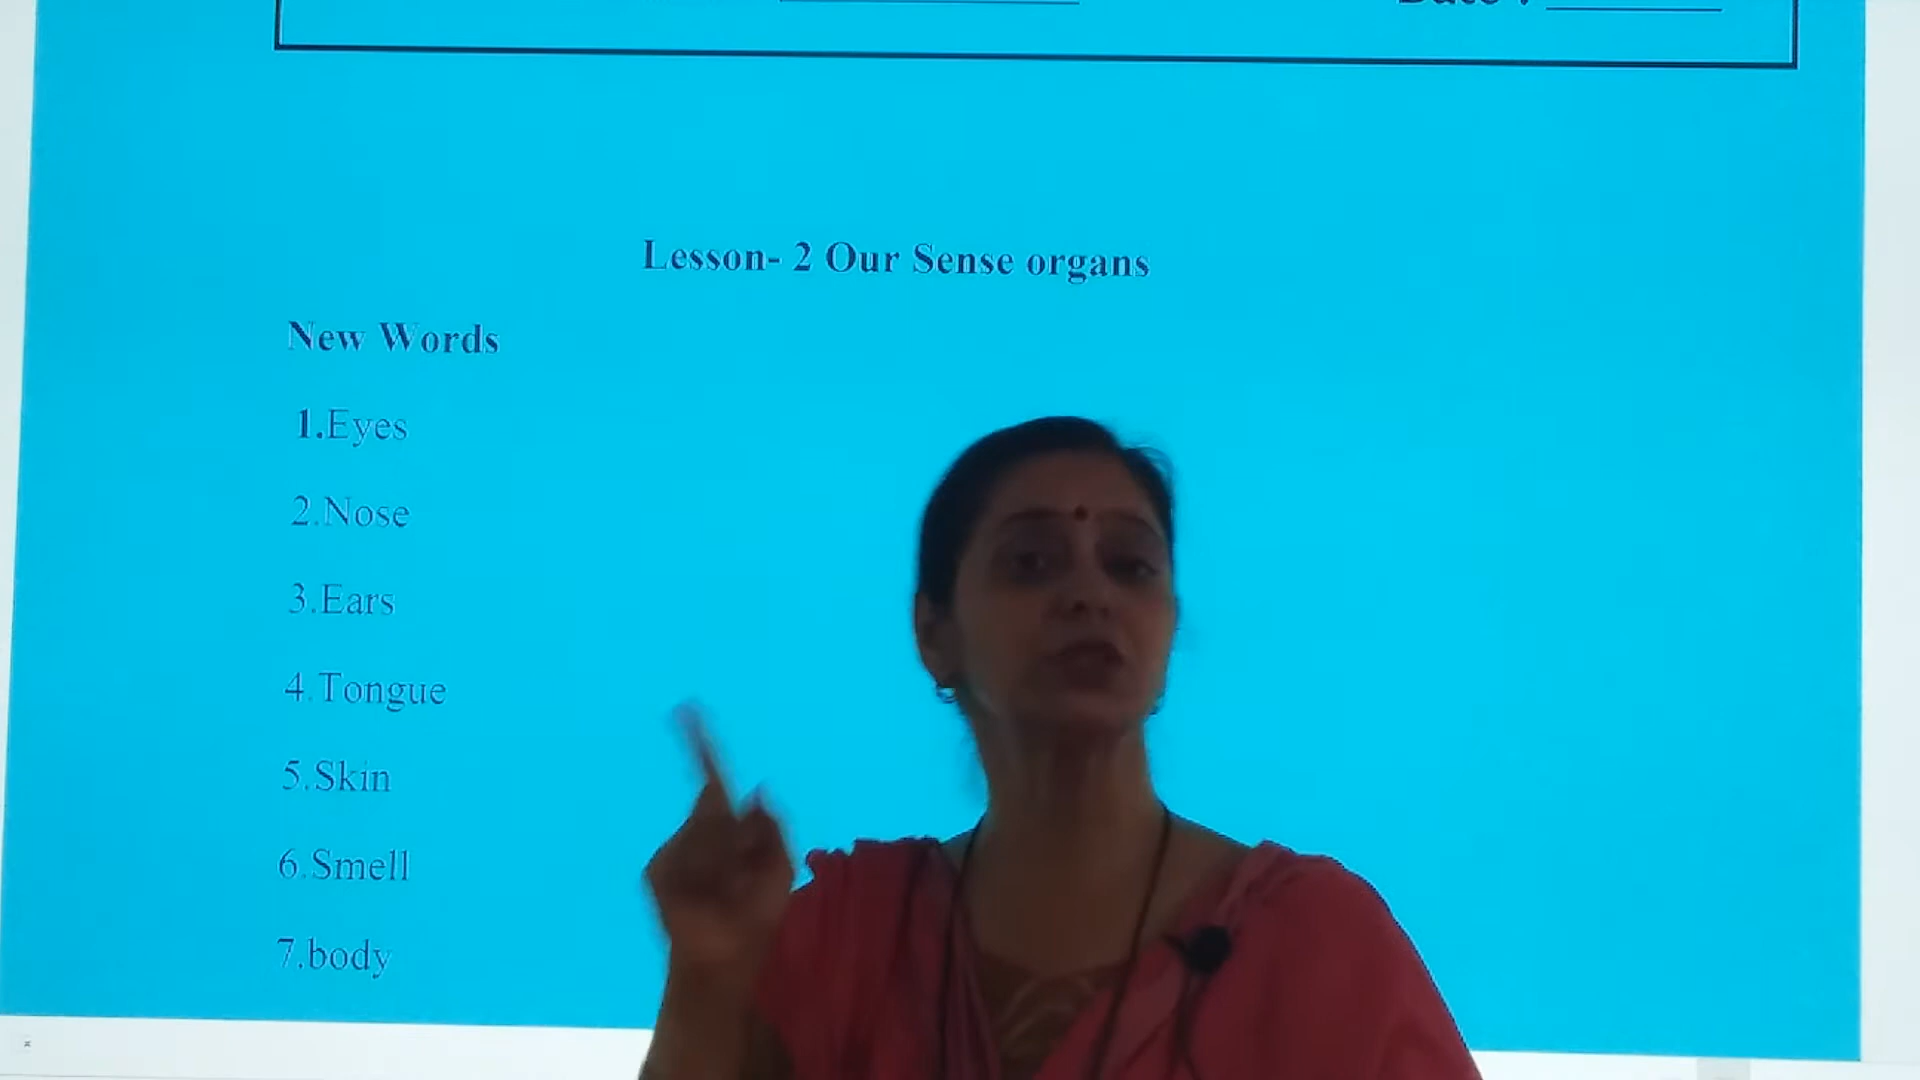 Date :
Lesson- 2 Our Sense organs
New Words
1.Eyes
2.Nose
3.Ears
4.Tongue
5.Skin
6.Smell
7.body